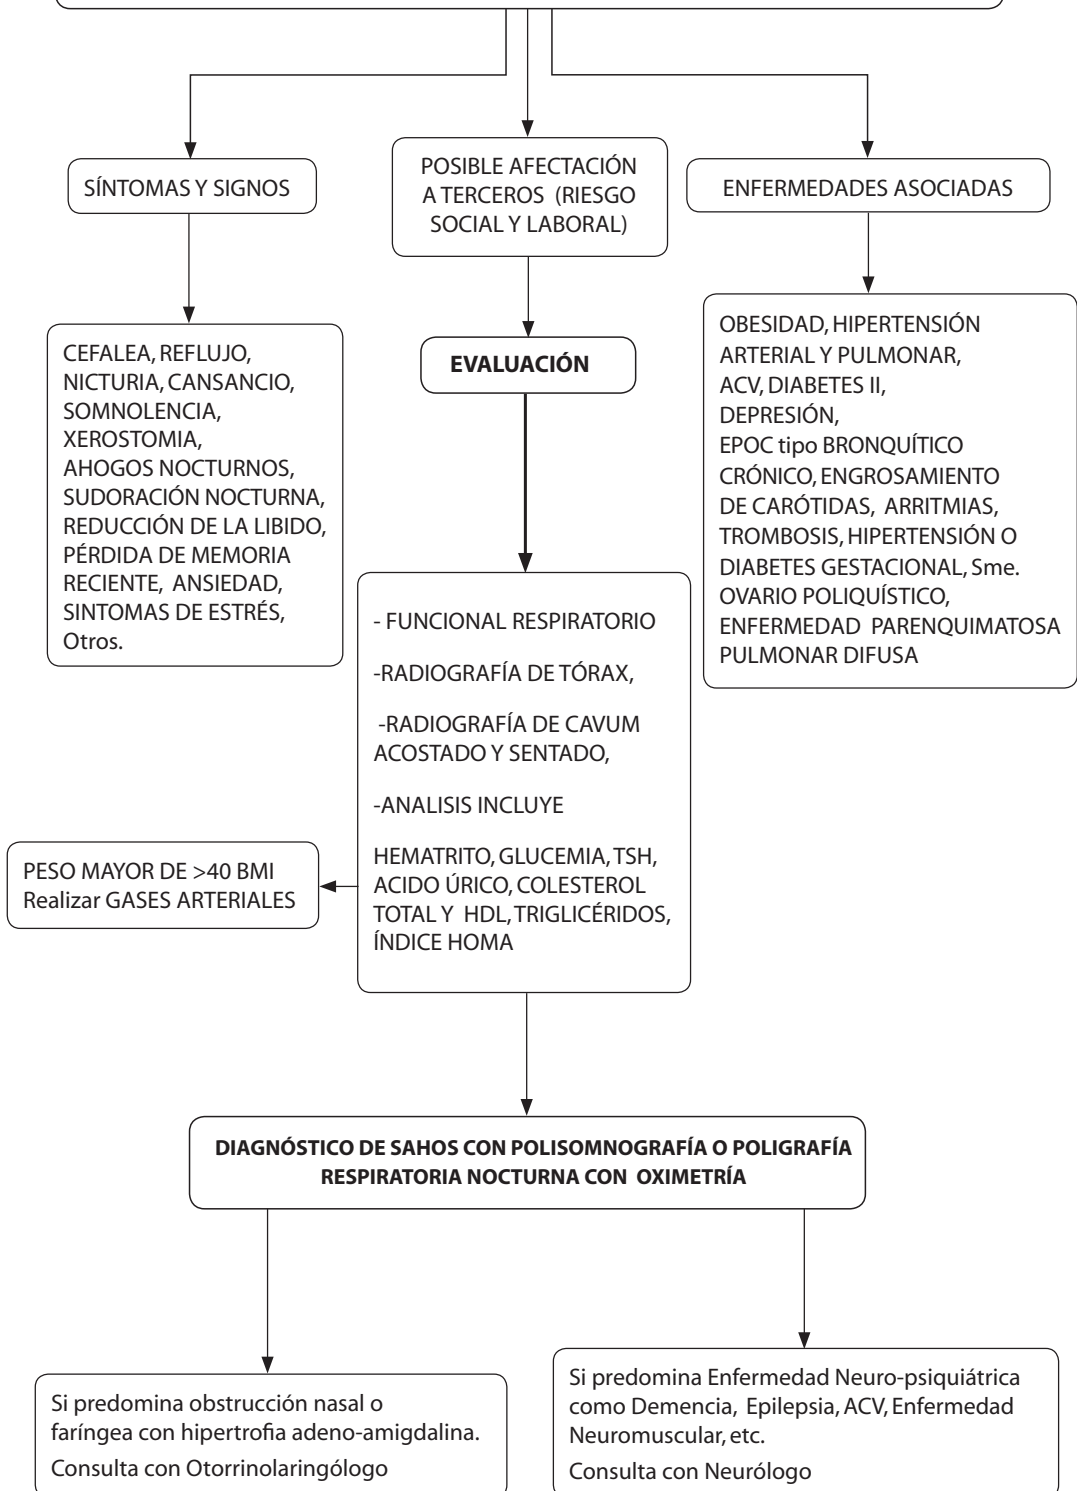 SÍNTOMAS Y SIGNOS
POSIBLE AFECTACIÓN
A TERCEROS (RIESGO
SOCIAL Y LABORAL)
ENFERMEDADES ASOCIADAS
CEFALEA, REFLUJO,
NICTURIA, CANSANCIO,
SOMNOLENCIA,
XEROSTOMIA,
AHOGOS NOCTURNOS,
SUDORACIÓN NOCTURNA,
REDUCCIÓN DE LA LIBIDO,
PÉRDIDA DE MEMORIA
RECIENTE, ANSIEDAD,
SINTOMAS DE ESTRÉS,
Otros.
EVALUACIÓN
OBESIDAD, HIPERTENSIÓN
ARTERIAL Y PULMONAR,
ACV, DIABETES II,
DEPRESIÓN,
EPOC tipo BRONQUÍTICO
CRÓNICO, ENGROSAMIENTO
DE CARÓTIDAS, ARRITMIAS,
TROMBOSIS, HIPERTENSIÓN O
DIABETES GESTACIONAL, Sme.
OVARIO POLIQUÍSTICO,
ENFERMEDAD PARENQUIMATOSA
PULMONAR DIFUSA
- FUNCIONAL RESPIRATORIO
-RADIOGRAFÍA DE TÓRAX,
-RADIOGRAFÍA DE CAVUM
ACOSTADO Y SENTADO,
-ANALISIS INCLUYE
HEMATRITO, GLUCEMIA, TSH,
ACIDO ÚRICO, COLESTEROL
TOTAL Y HDL, TRIGLICÉRIDOS,
ÍNDICE HOMA
PESO MAYOR DE >40 BMI
Realizar GASES ARTERIALES
DIAGNÓSTICO DE SAHOS CON POLISOMNOGRAFÍA O POLIGRAFÍA
RESPIRATORIA NOCTURNA CON OXIMETRÍA
Si predomina obstrucción nasal o
faríngea con hipertrofia adeno-amigdalina.
Consulta con Otorrinolaringólogo
Si predomina Enfermedad Neuro-psiquiátrica
como Demencia, Epilepsia, ACV, Enfermedad
Neuromuscular, etc.
Consulta con Neurólogo